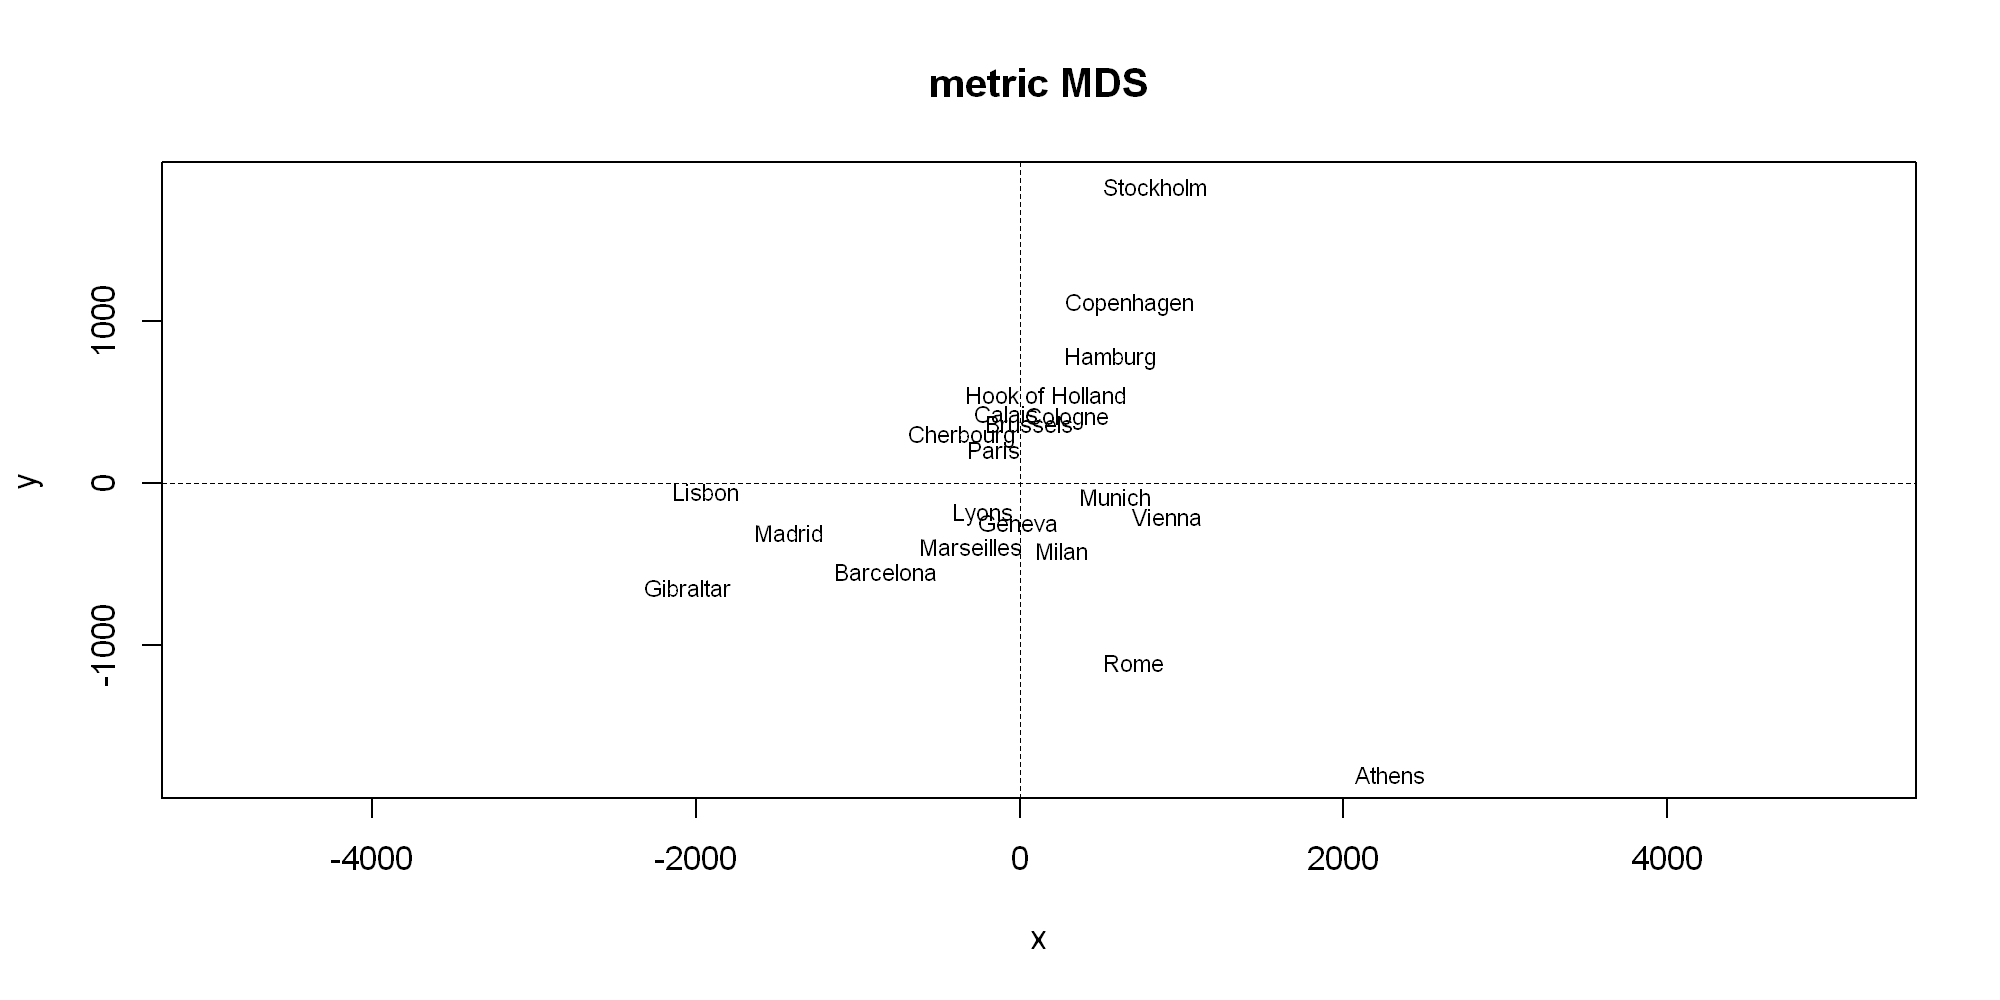 metric MDS
Stockholm
Copenhagen
Hamburg
Hook of Holland
Calais
Cologne
Brussels
Cherbourg
Paris
Lisbon
Munich
Lyons
Vienna
Geneva
Madrid
Marseilles
Milan
Barcelona
Gibraltar
Rome
Athens
y
1000
0
-1000
-4000 -2000 0 2000 4000
x